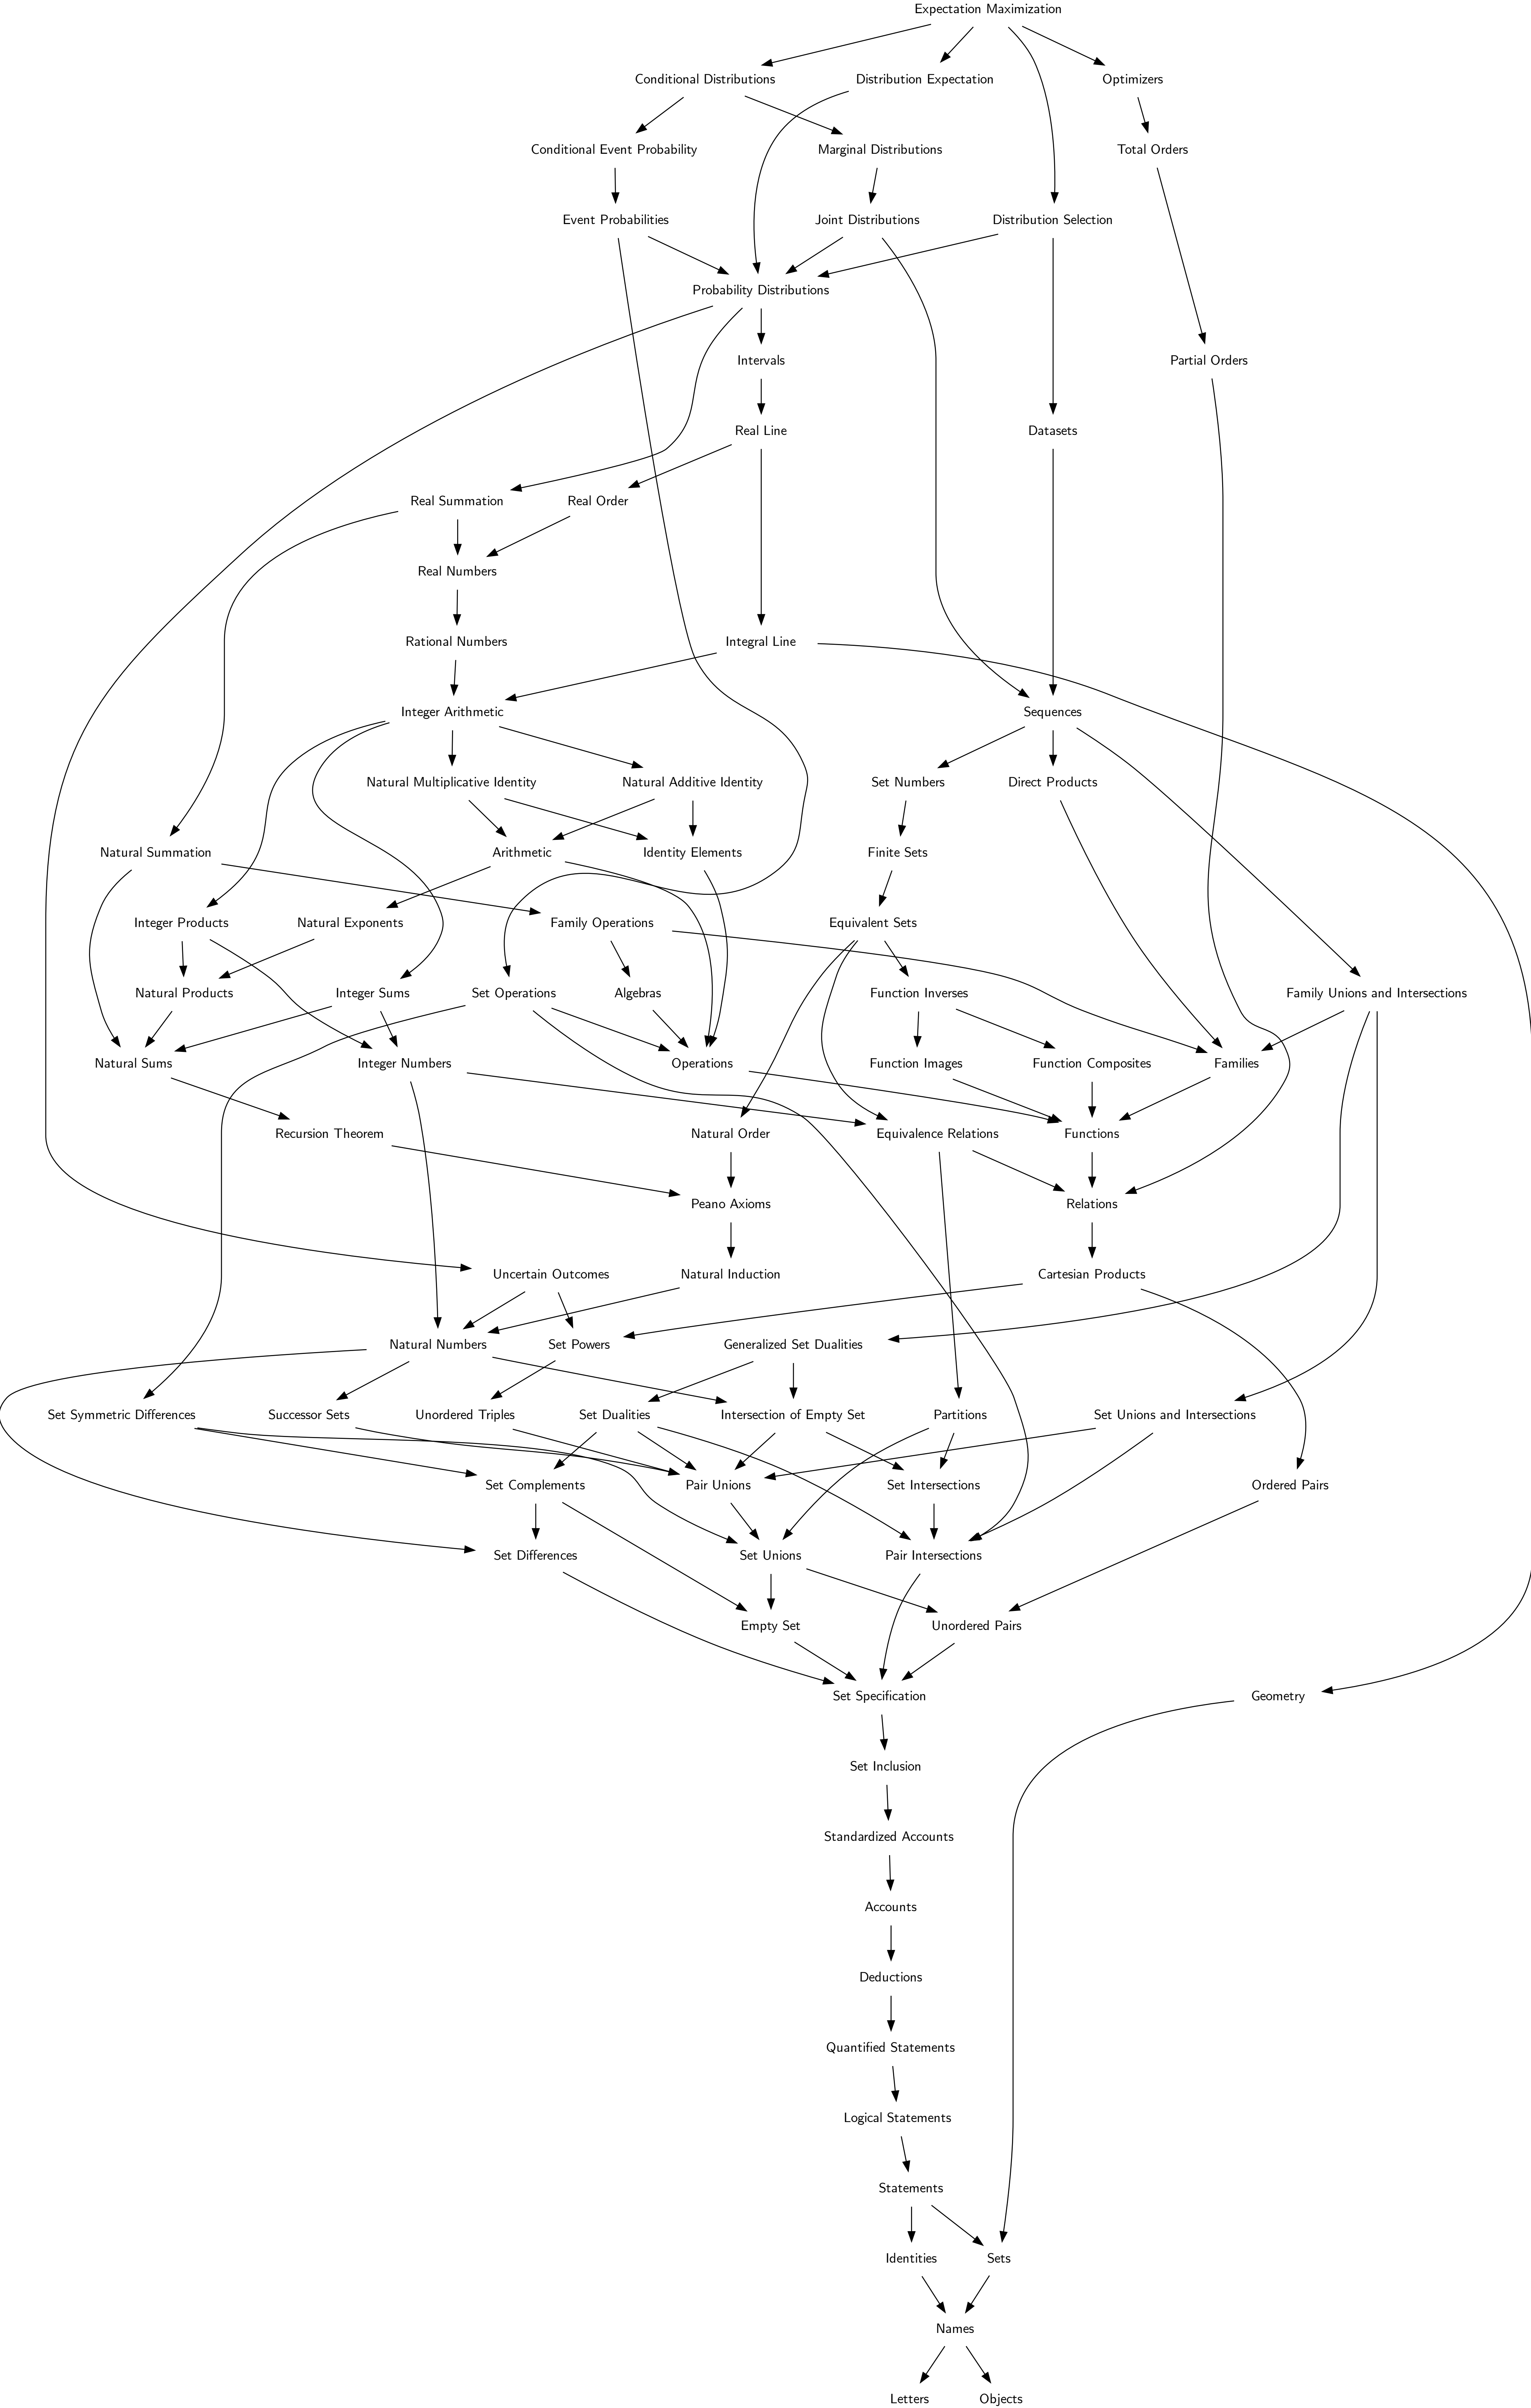 Expectation Maximization
Conditional Distributions
Distribution Expectation
Optimizers
Conditional Event Probability
Marginal Distributions
Total Orders
Event Probabilities
Joint Distributions
Distribution Selection
Probability Distributions
Intervals
Partial Orders
Real Line
Datasets
Real Summation
Real Order
Real Numbers
Rational Numbers
Integral Line
Integer Arithmetic
Sequences
Natural Multiplicative Identity
Natural Additive Identity
Set Numbers
Direct Products
Natural Summation
Arithmetic
Identity Elements
Finite Sets
Integer Products
Natural Exponents
Family Operations
Equivalent Sets
Natural Products
Integer Sums
Set Operations
Algebras
Function Inverses
Family Unions and Intersections
Natural Sums
Integer Numbers
Operations
Function Images
Function Composites
Families
Recursion Theorem
Natural Order
Equivalence Relations
Functions
Peano Axioms
Relations
Uncertain Outcomes
Natural Induction
Cartesian Products
Natural Numbers
Set Powers
Generalized Set Dualities
Set Symmetric Differences
Successor Sets
Unordered Triples
Set Dualities
Intersection of Empty Set
Partitions
Set Unions and Intersections
Set Complements
Pair Unions
Set Intersections
Ordered Pairs
Set Differences
Set Unions
Pair Intersections
Empty Set
Unordered Pairs
Set Specification
Geometry
Set Inclusion
Standardized Accounts
Accounts
Deductions
Quantified Statements
Logical Statements
Statements
Identities
Sets
Names
Letters
Objects